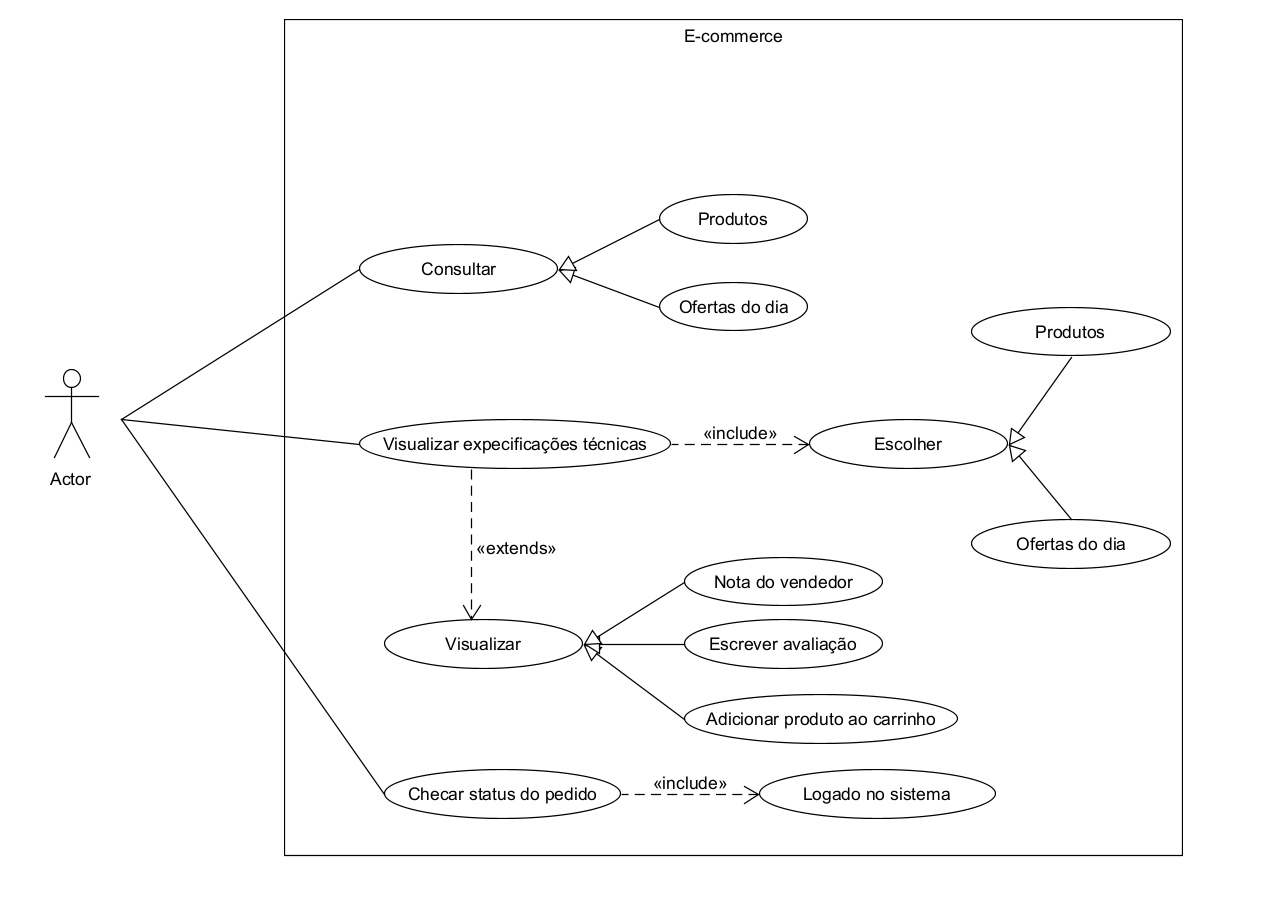 E-commerce
Produtos
Consultar
Ofertas do dia
Produtos
Visualizar expecificações técnicas
«include»
Escolher
Actor
«extends»
Ofertas do dia
Nota do vendedor
Visualizar
Escrever avaliação
Adicionar produto ao carrinho
Checar status do pedido
«include»
Logado no sistema